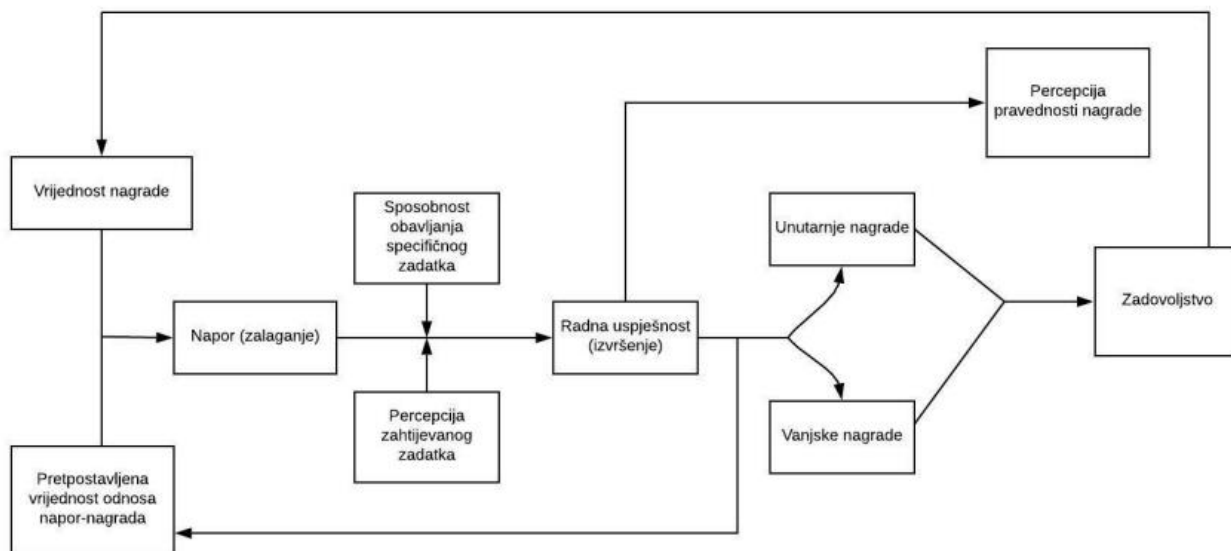 Percepcija
pravednosti nagrade
Vrijednost nagrade
Sposobnost
obavljanja
specifičnog
zadatka
Unutarnje nagrade
Zadovoljstvo
Napor (zalaganje)
Radna uspješnost
(izvršenje)
Percepcija
zahtijevanog
zadatka
Vanjske nagrade
Pretpostavljena
vrijednost odnosa
napor-nagrada